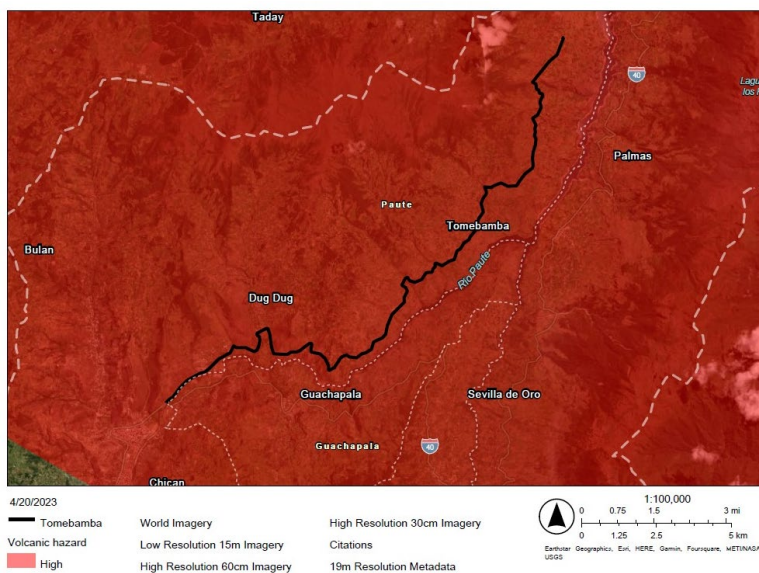 Taday
40
Laguna
los
Palmas
Paute
Tomebamba
Bulan
Rio Paute
Dug Dug
Guachapala
Sevilla de Oro
Guachapala
40
Chican
4/20/2023
Tomebamba
Volcanic hazard
High
World Imagery
Low Resolution 15m Imagery
High Resolution 60cm Imagery
High Resolution 30cm Imagery
Citations
19m Resolution Metadata
1:100,000
0 0.75 1.5 3 mi
0 1.25 2.5 5 km
Earthstar Geographics, Esri, HERE, Garmin, Foursquare, METI/NASA,
USGS